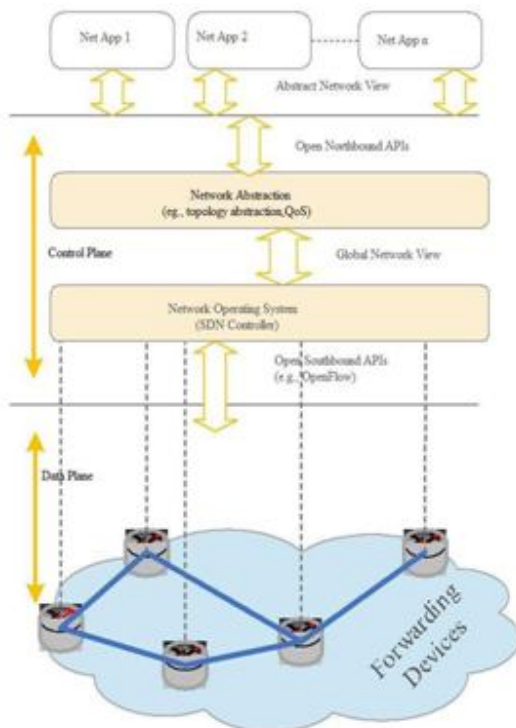 Net App 1
Net App 2
Net App n
Abstract Network View
Open Northbound APIs
Network Abstraction
(eg., topology abstraction,QoS)
Control Plane
Global Network View
Network Operating System
(SDN Controller)
Open Southbound APIs
(e.g., OpenFlow)
Data Plane
Forwarding
Devices